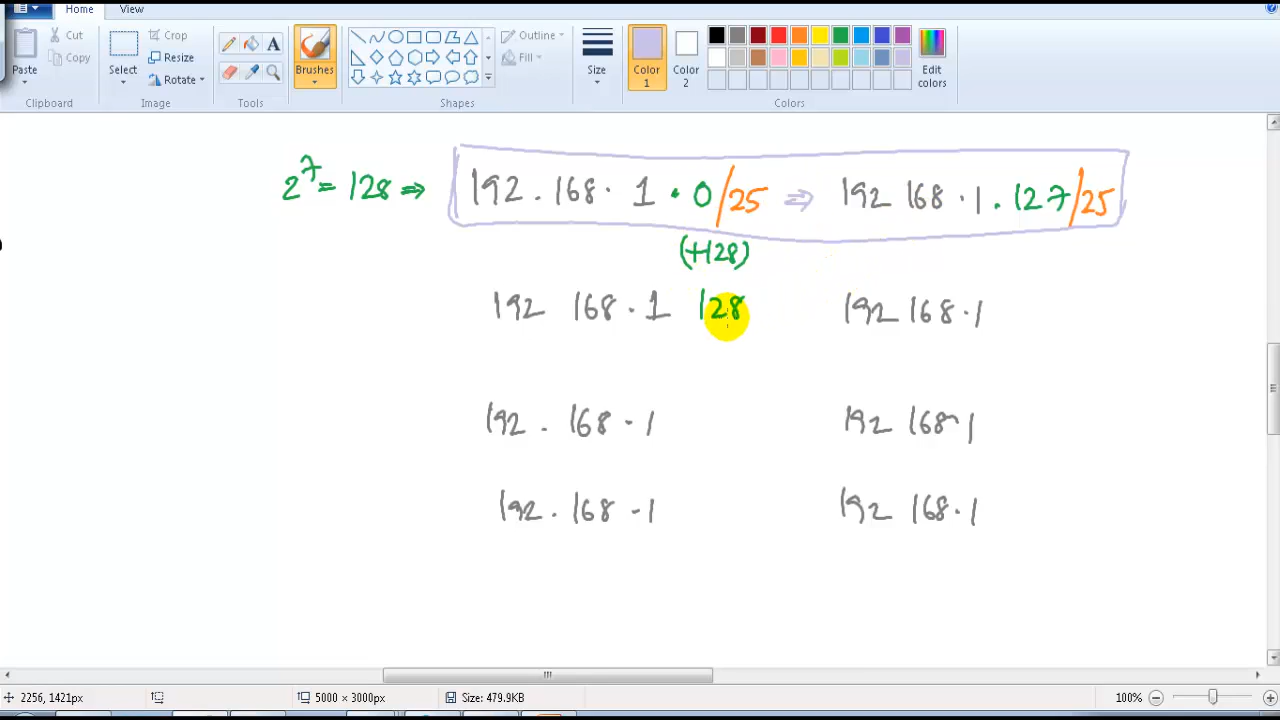 Home View
Paste
Cut
Copy
Clipboard
Select
Crop
Resize
Rotate
Image
A
Tools
Brushes
Outline
Fill
Shapes
Size
Color 1
Color 2
Edit colors
Colors
2^7 = 128 ⇒ 192.168.1.0/25 ⇒ 192 168.1.127/25
(+128)
192 168.1 128 192 168.1
192.168.1 192 168.1
192.168.1 192 168.1
2256, 1421px 5000 × 3000px Size: 479.9KB 100%